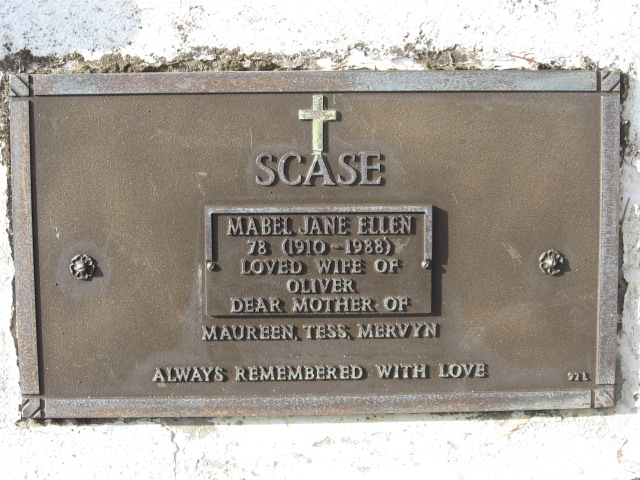 SCASE
MABEL JANE ELLEN
78 (1910-1988)
LOVED WIFE OF
OLIVER
DEAR MOTHER OF
MAUREEN, TESS, MERVYN
ALWAYS REMEMBERED WITH LOVE